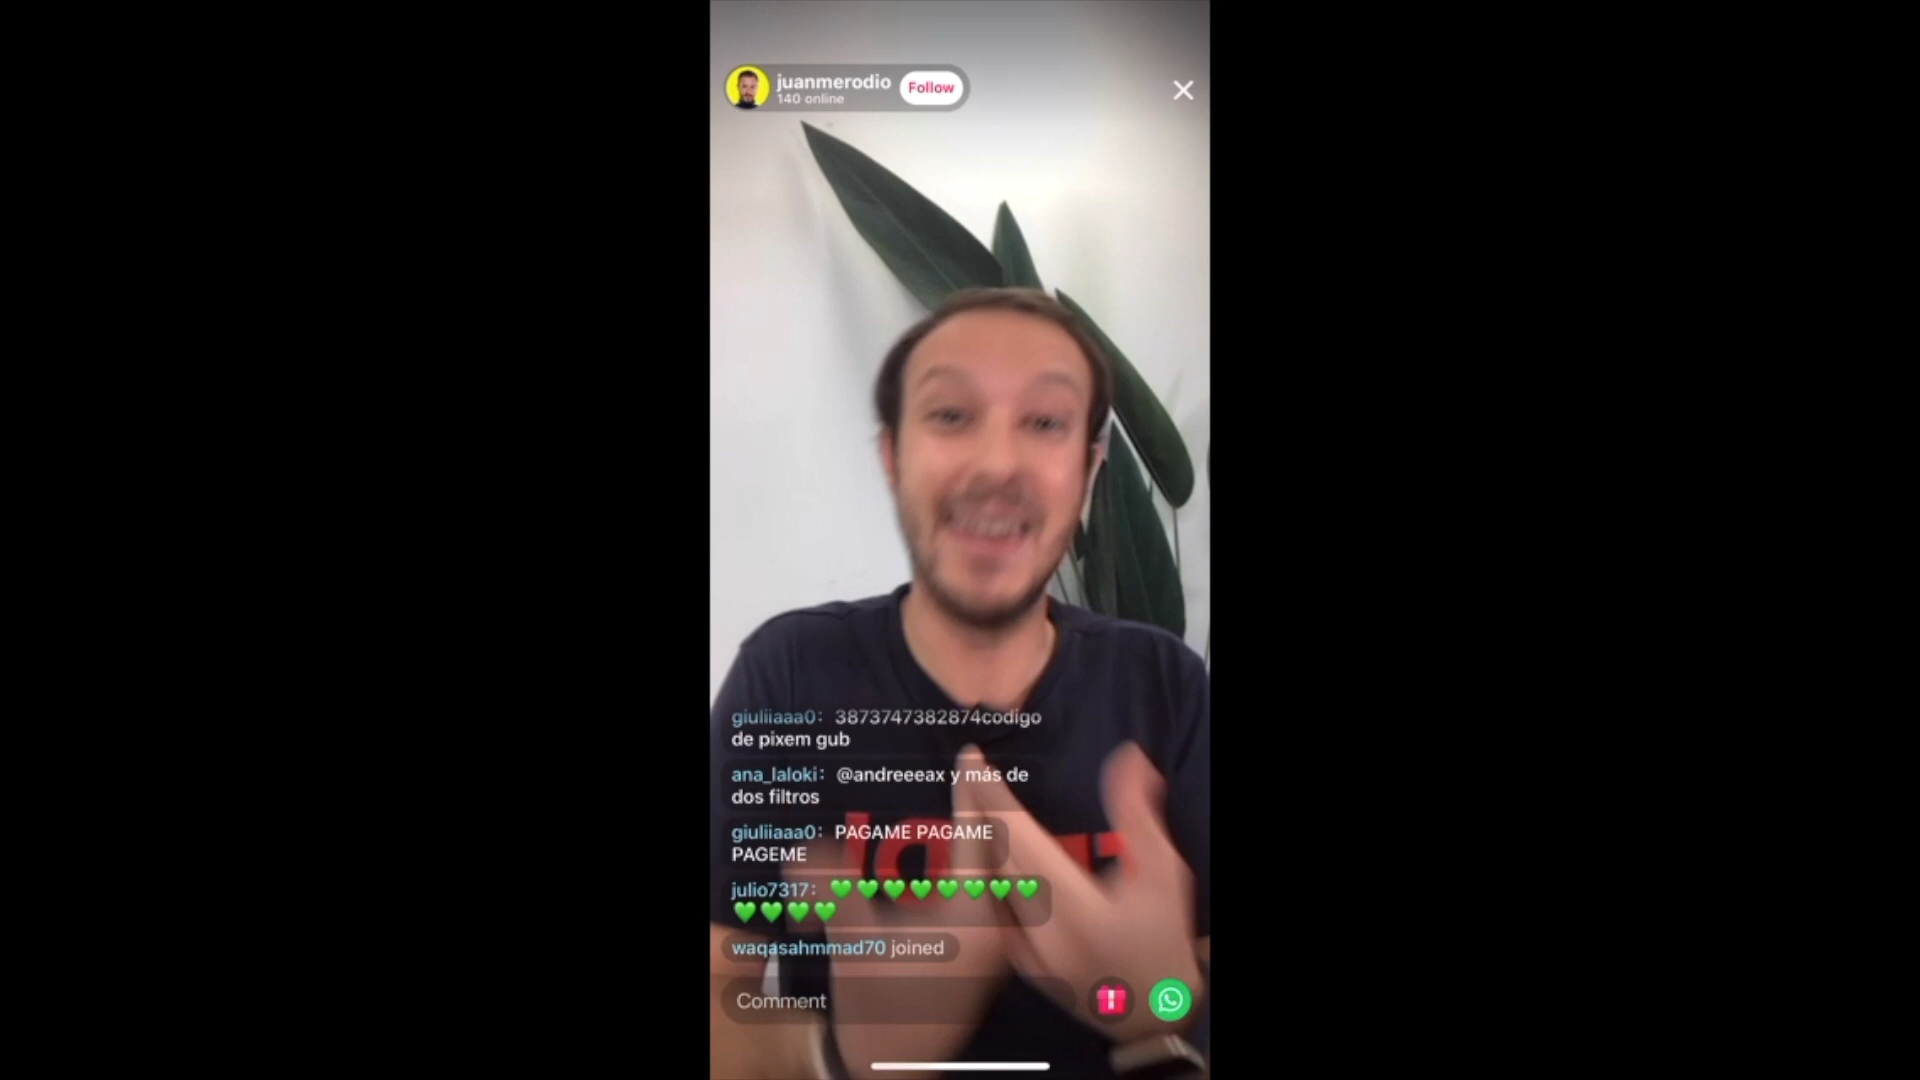 juanmerodio
Follow
140 online
giuliiaaa0: 3873747382874codigo
de pixem gub
ana_laloki: @andreeeax y más de
dos filtros
giuliiaaa0: PAGAME PAGAME
PAGEME
julio7317: 💚💚💚💚💚💚💚💚
💚💚💚💚
waqasahmmad70 joined
Comment